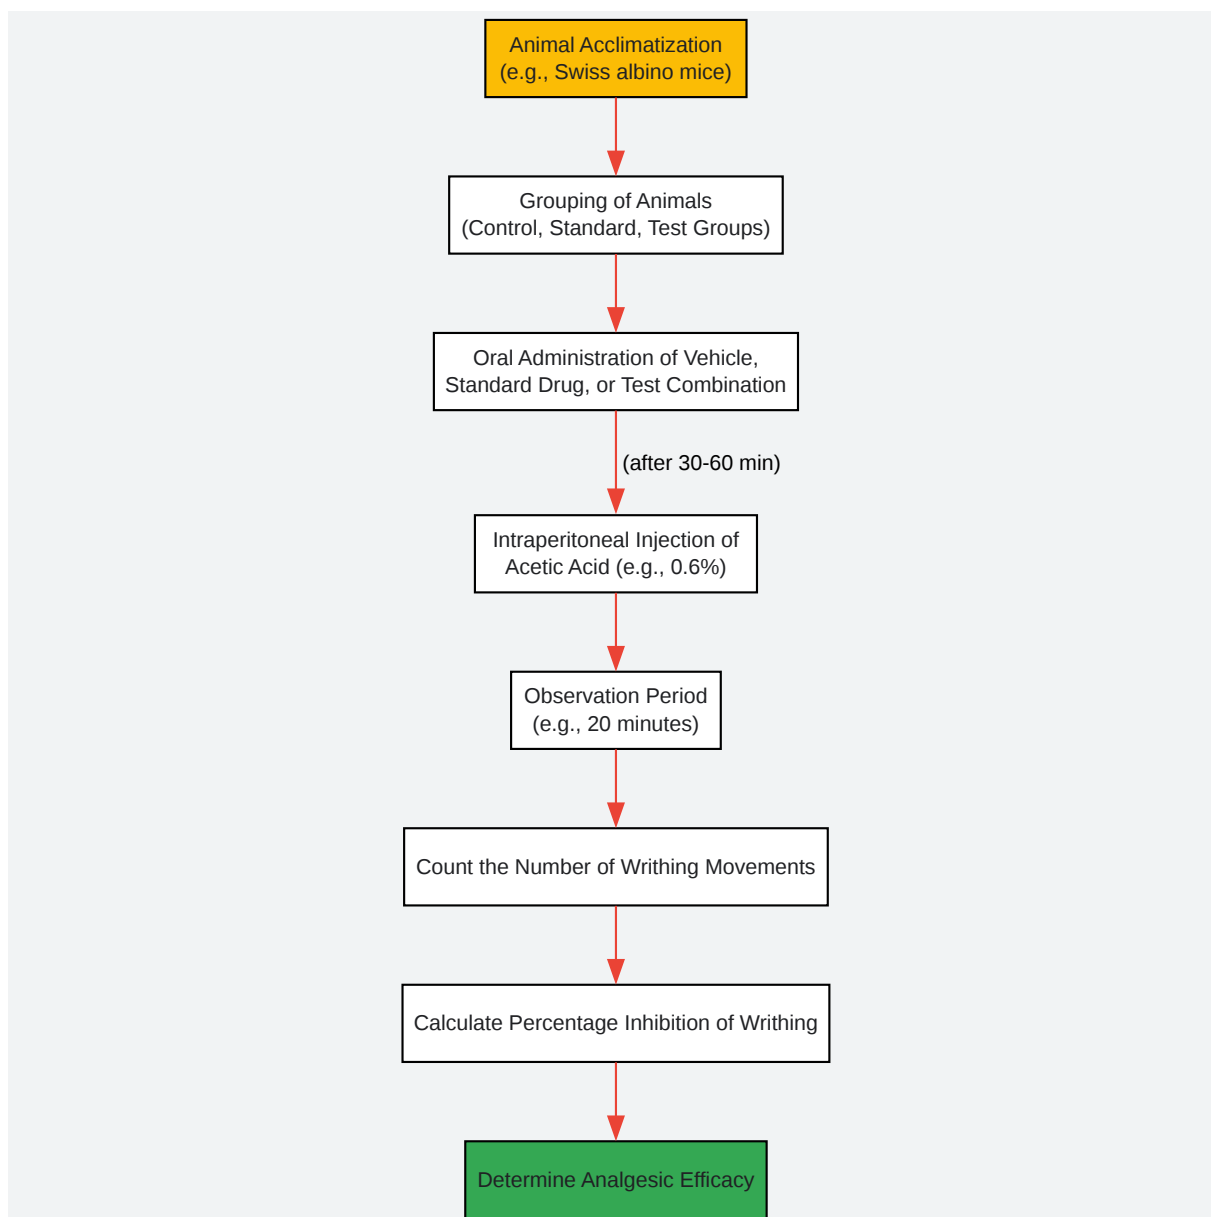 Animal Acclimatization
(e.g., Swiss albino mice)
Grouping of Animals
(Control, Standard, Test Groups)
Oral Administration of Vehicle,
Standard Drug, or Test Combination
(after 30-60 min)
Intraperitoneal Injection of
Acetic Acid (e.g., 0.6%)
Observation Period
(e.g., 20 minutes)
Count the Number of Writhing Movements
Calculate Percentage Inhibition of Writhing
Determine Analgesic Efficacy